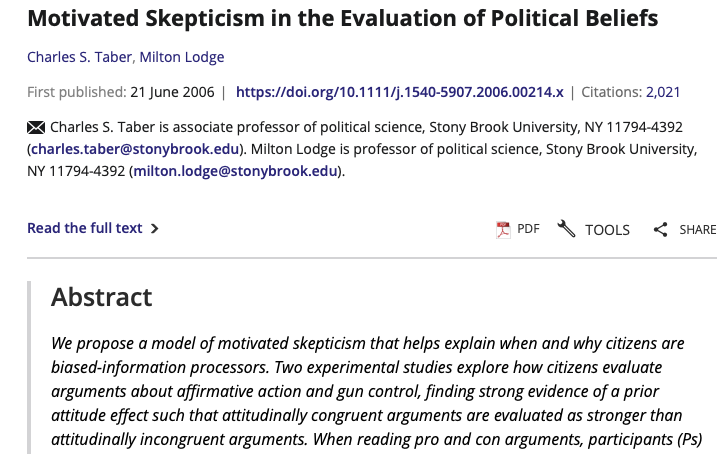 Motivated Skepticism in the Evaluation of Political Beliefs
Charles S. Taber, Milton Lodge
First published: 21 June 2006 | https://doi.org/10.1111/j.1540-5907.2006.00214.x | Citations: 2,021
Charles S. Taber is associate professor of political science, Stony Brook University, NY 11794-4392
(charles.taber@stonybrook.edu). Milton Lodge is professor of political science, Stony Brook University,
NY 11794-4392 (milton.lodge@stonybrook.edu).
Read the full text >
PDF TOOLS SHARE
Abstract
We propose a model of motivated skepticism that helps explain when and why citizens are
biased-information processors. Two experimental studies explore how citizens evaluate
arguments about affirmative action and gun control, finding strong evidence of a prior
attitude effect such that attitudinally congruent arguments are evaluated as stronger than
attitudinally incongruent arguments. When reading pro and con arguments, participants (Ps)